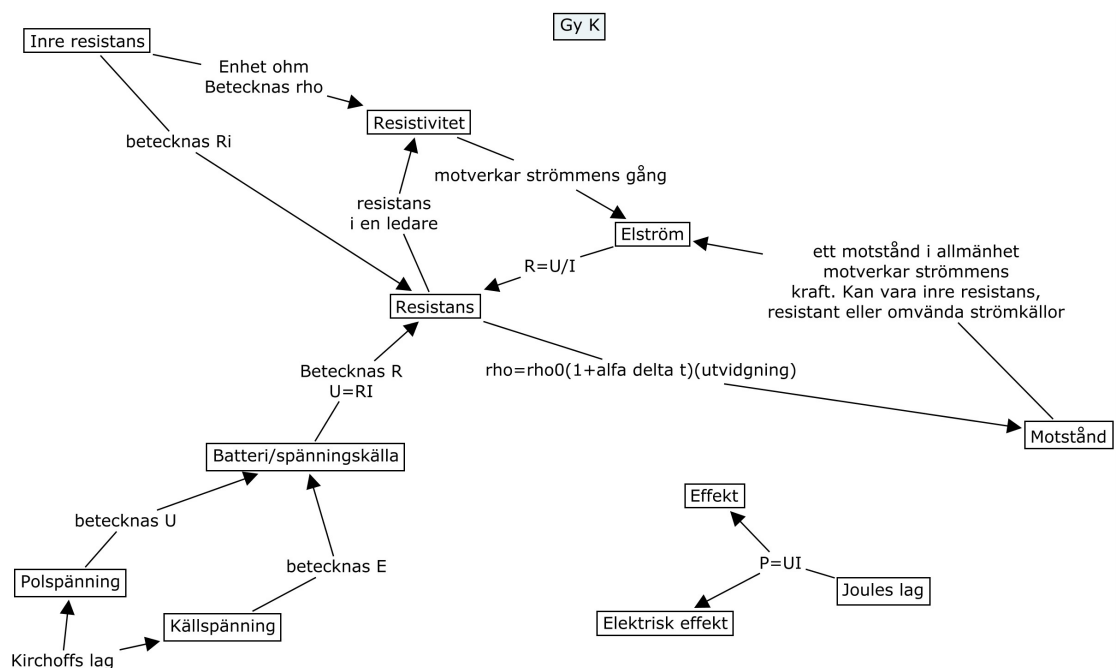 Gy K
Inre resistans
Enhet ohm
Betecknas rho
Resistivitet
betecknas Ri
motverkar strömmens gång
resistans
i en ledare
Elström
R=U/I
ett motstånd i allmänhet
motverkar strömmens
kraft. Kan vara inre resistans,
resistant eller omvända strömkällor
Resistans
Betecknas R
U=RI
rho=rho0(1+alfa delta t)(utvidgning)
Motstånd
Batteri/spänningskälla
Effekt
betecknas U
P=UI
betecknas E
Polspänning
Joules lag
Källspänning
Elektrisk effekt
Kirchoffs lag